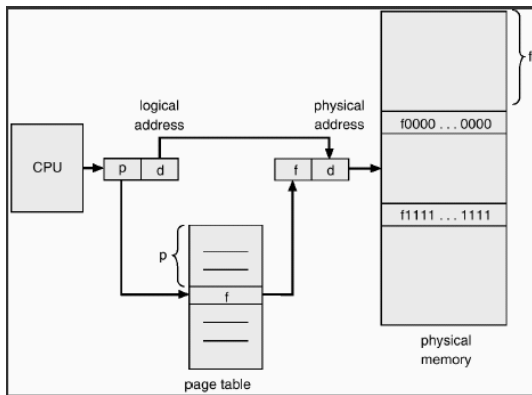 logical
address
physical
address
f
f0000 ... 0000
CPU
p
d
f
d
f1111 ... 1111
p
f
physical
memory
page table